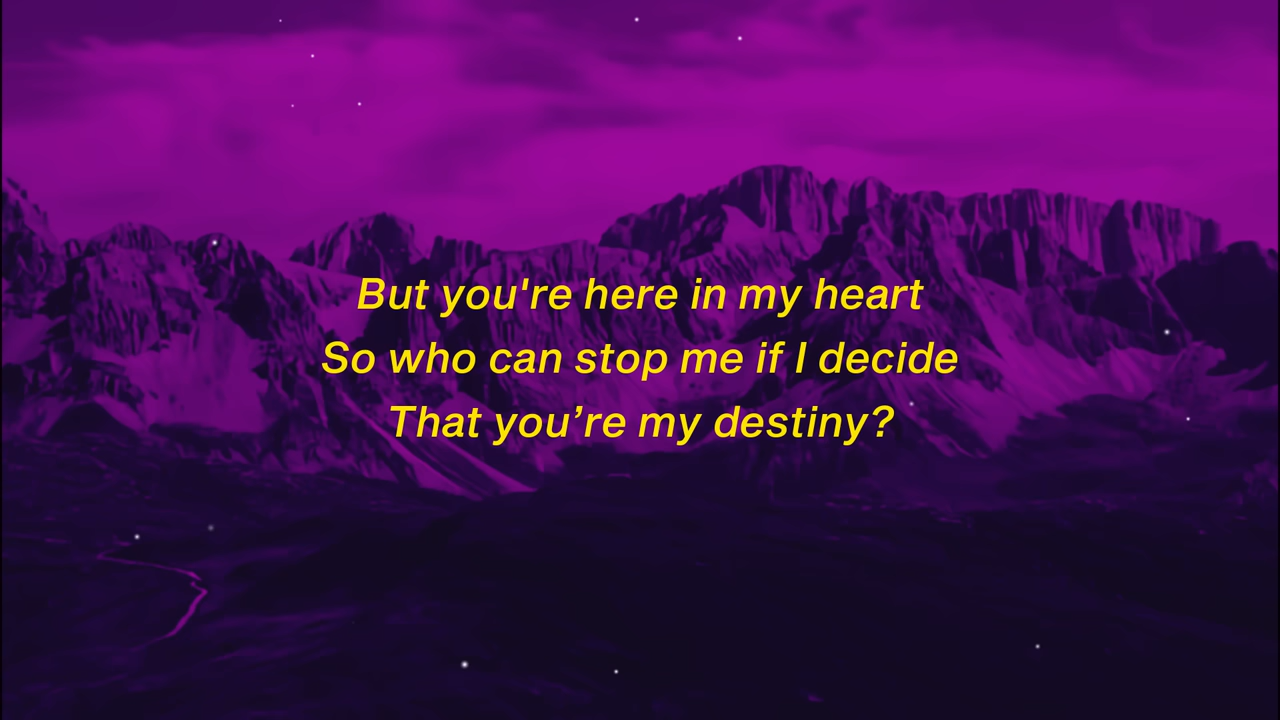 But you're here in my heart
So who can stop me if I decide
That you’re my destiny?